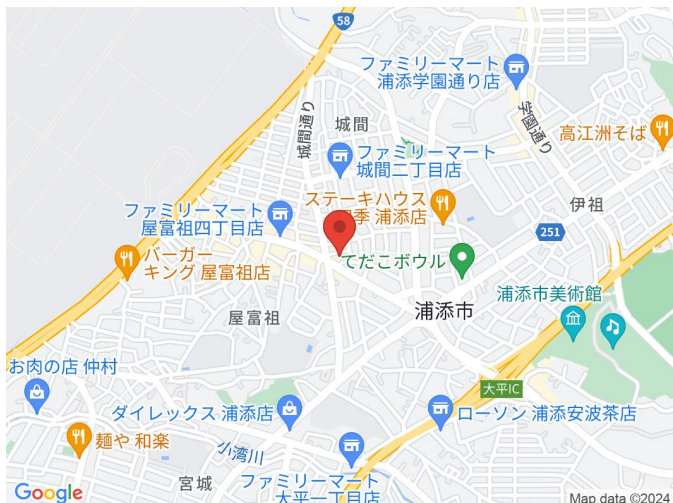 58
ファミリーマート
浦添学園通り店
城間通り
城間
学園通り
高江洲そば
ファミリーマート
城間二丁目店
ステーキハウス
四季 浦添店
伊祖
ファミリーマート
屋富祖四丁目店
251
バーガー
キング 屋富祖店
てだこボウル
浦添市美術館
浦添市
屋富祖
お肉の店 仲村
大平IC
ダイレックス 浦添店
ローソン 浦添安波茶店
麺や 和楽
小湾川
宮城
ファミリーマート
大平一丁目店
Google
Map data ©2024